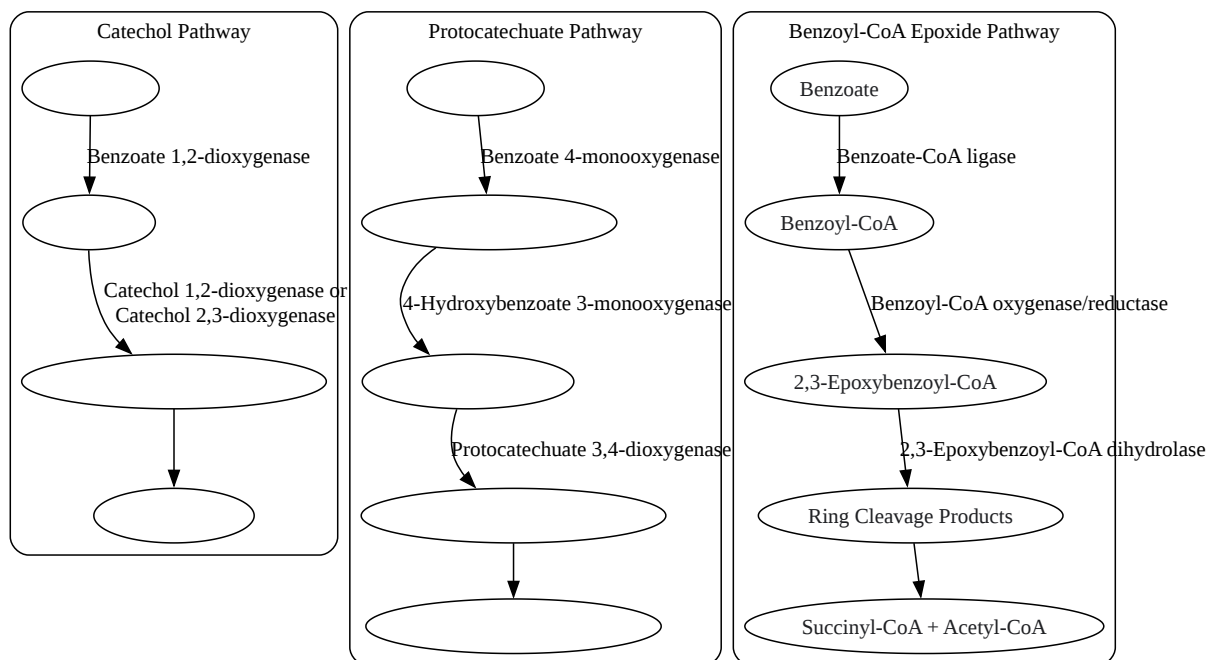 Catechol Pathway
Benzoate 1,2-dioxygenase
Catechol 1,2-dioxygenase or
Catechol 2,3-dioxygenase
Protocatechuate Pathway
Benzoate 4-monooxygenase
4-Hydroxybenzoate 3-monooxygenase
Protocatechuate 3,4-dioxygenase
Benzoyl-CoA Epoxide Pathway
Benzoate
Benzoate-CoA ligase
Benzoyl-CoA
Benzoyl-CoA oxygenase/reductase
2,3-Epoxybenzoyl-CoA
2,3-Epoxybenzoyl-CoA dihydrolase
Ring Cleavage Products
Succinyl-CoA + Acetyl-CoA